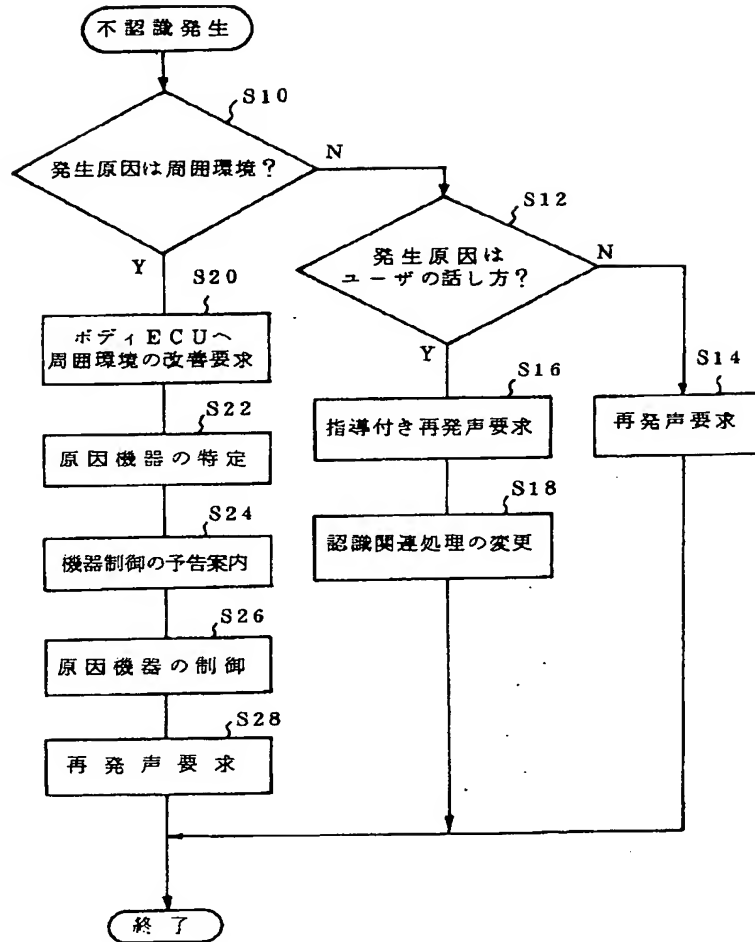 不認識発生
S10
発生原因は周囲環境?
N
Y
S12
発生原因は
ユーザの話し方?
N
Y
S20
ボディECUへ
周囲環境の改善要求
S16
指導付き再発声要求
S14
再発声要求
S22
原因機器の特定
S18
認識関連処理の変更
S24
機器制御の予告案内
S26
原因機器の制御
S28
再発声要求
終了